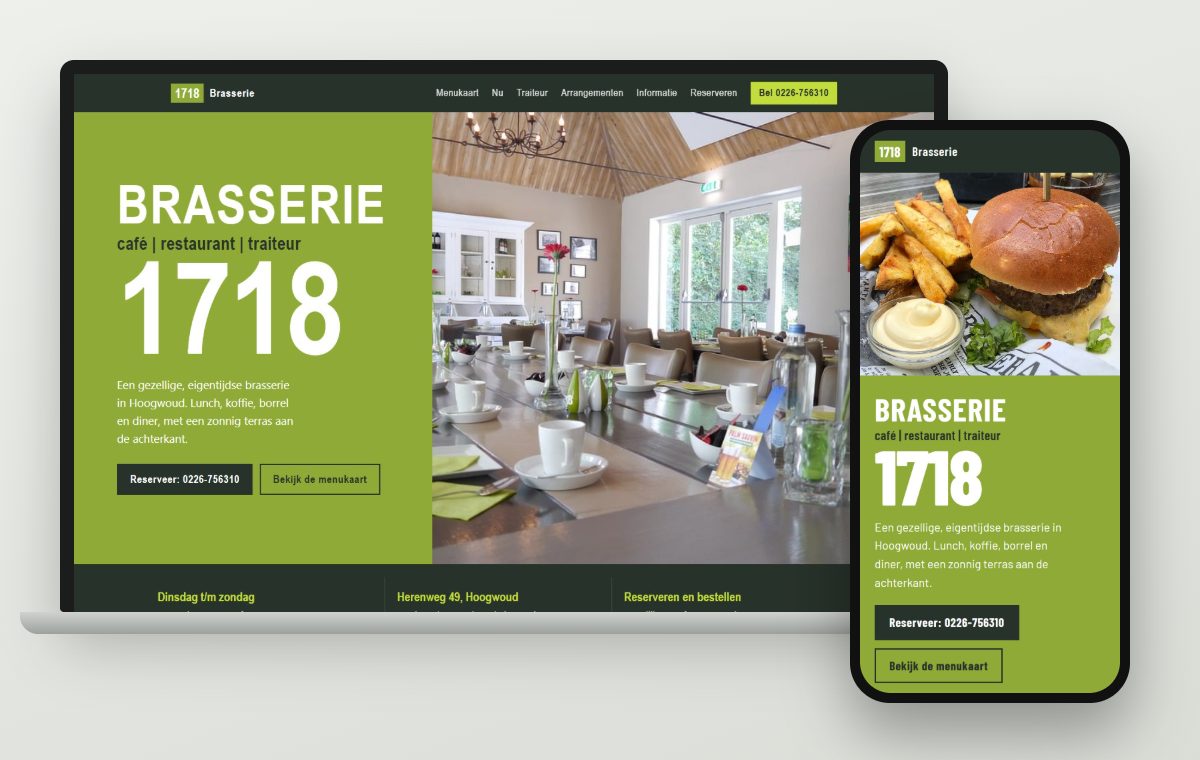 1718 Brasserie
Menukaart Nu Traiteur Arrangementen Informatie Reserveren Bel 0226-756310
BRASSERIE
café | restaurant | traiteur
1718
Een gezellige, eigentijdse brasserie
in Hoogwoud. Lunch, koffie, borrel
en diner, met een zonnig terras aan
de achterkant.
Reserveer: 0226-756310
Bekijk de menukaart
Dinsdag t/m zondag
Herenweg 49, Hoogwoud
Reserveren en bestellen
1718 Brasserie
BRASSERIE
café | restaurant | traiteur
1718
Een gezellige, eigentijdse brasserie in
Hoogwoud. Lunch, koffie, borrel en
diner, met een zonnig terras aan de
achterkant.
Reserveer: 0226-756310
Bekijk de menukaart